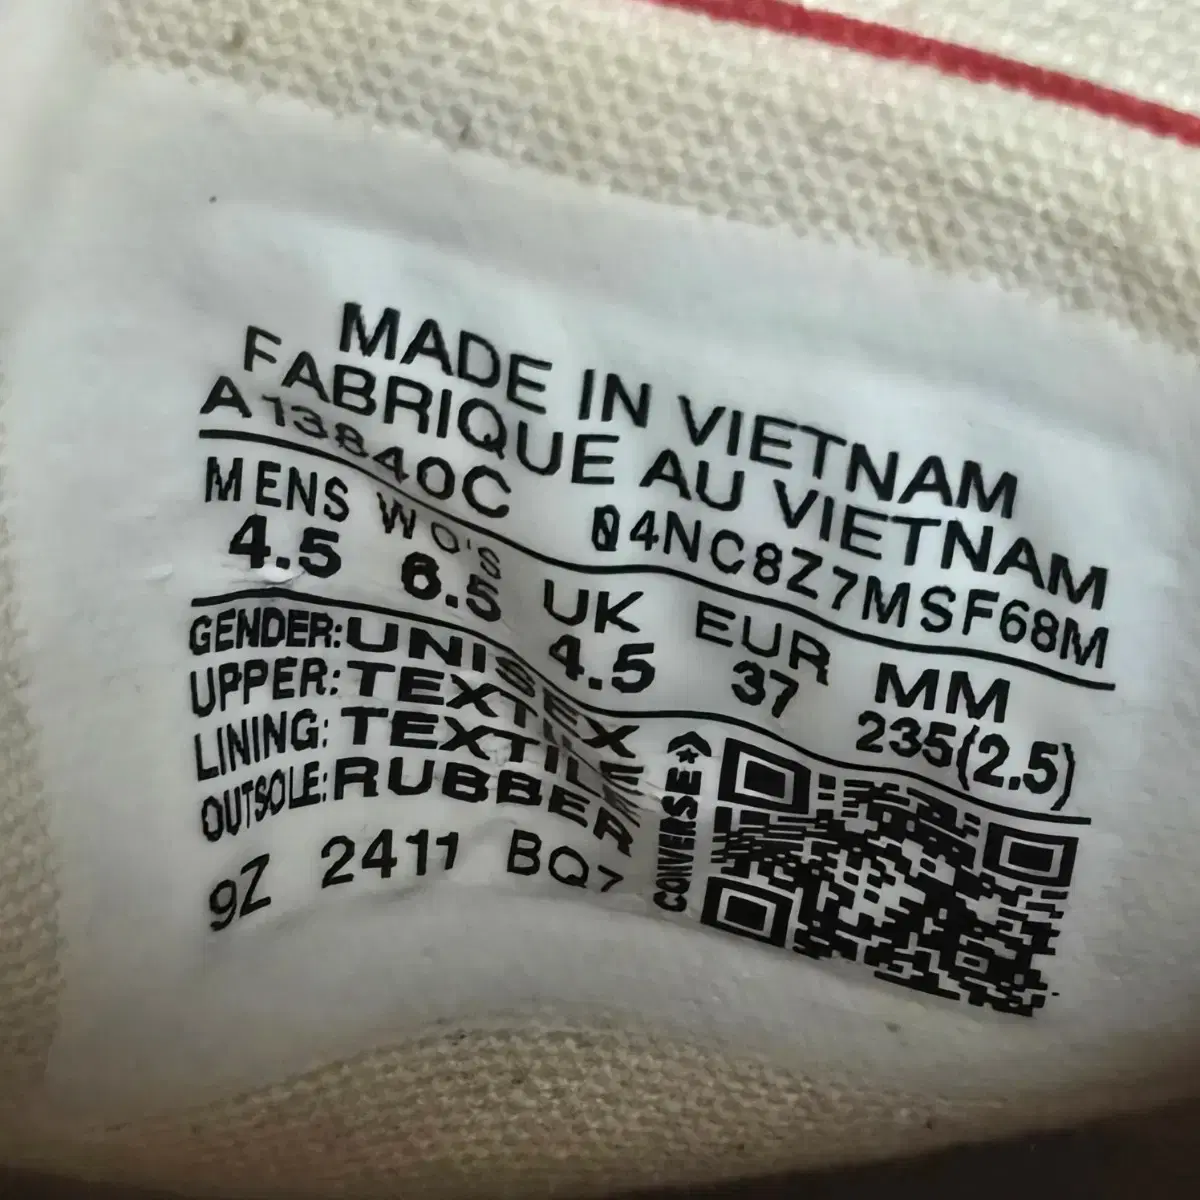 MADE IN VIETNAM
FABRIQUE AU VIETNAM
A13840C 04NC8Z7MSF68M
MENS WO'S UK EUR MM
4.5 6.5 4.5 37 235(2.5)
GENDER:UNISEX
UPPER:TEXTILE
LINING:TEXTILE
OUTSOLE:RUBBER
9Z 2411 BQ7
CONVERSE